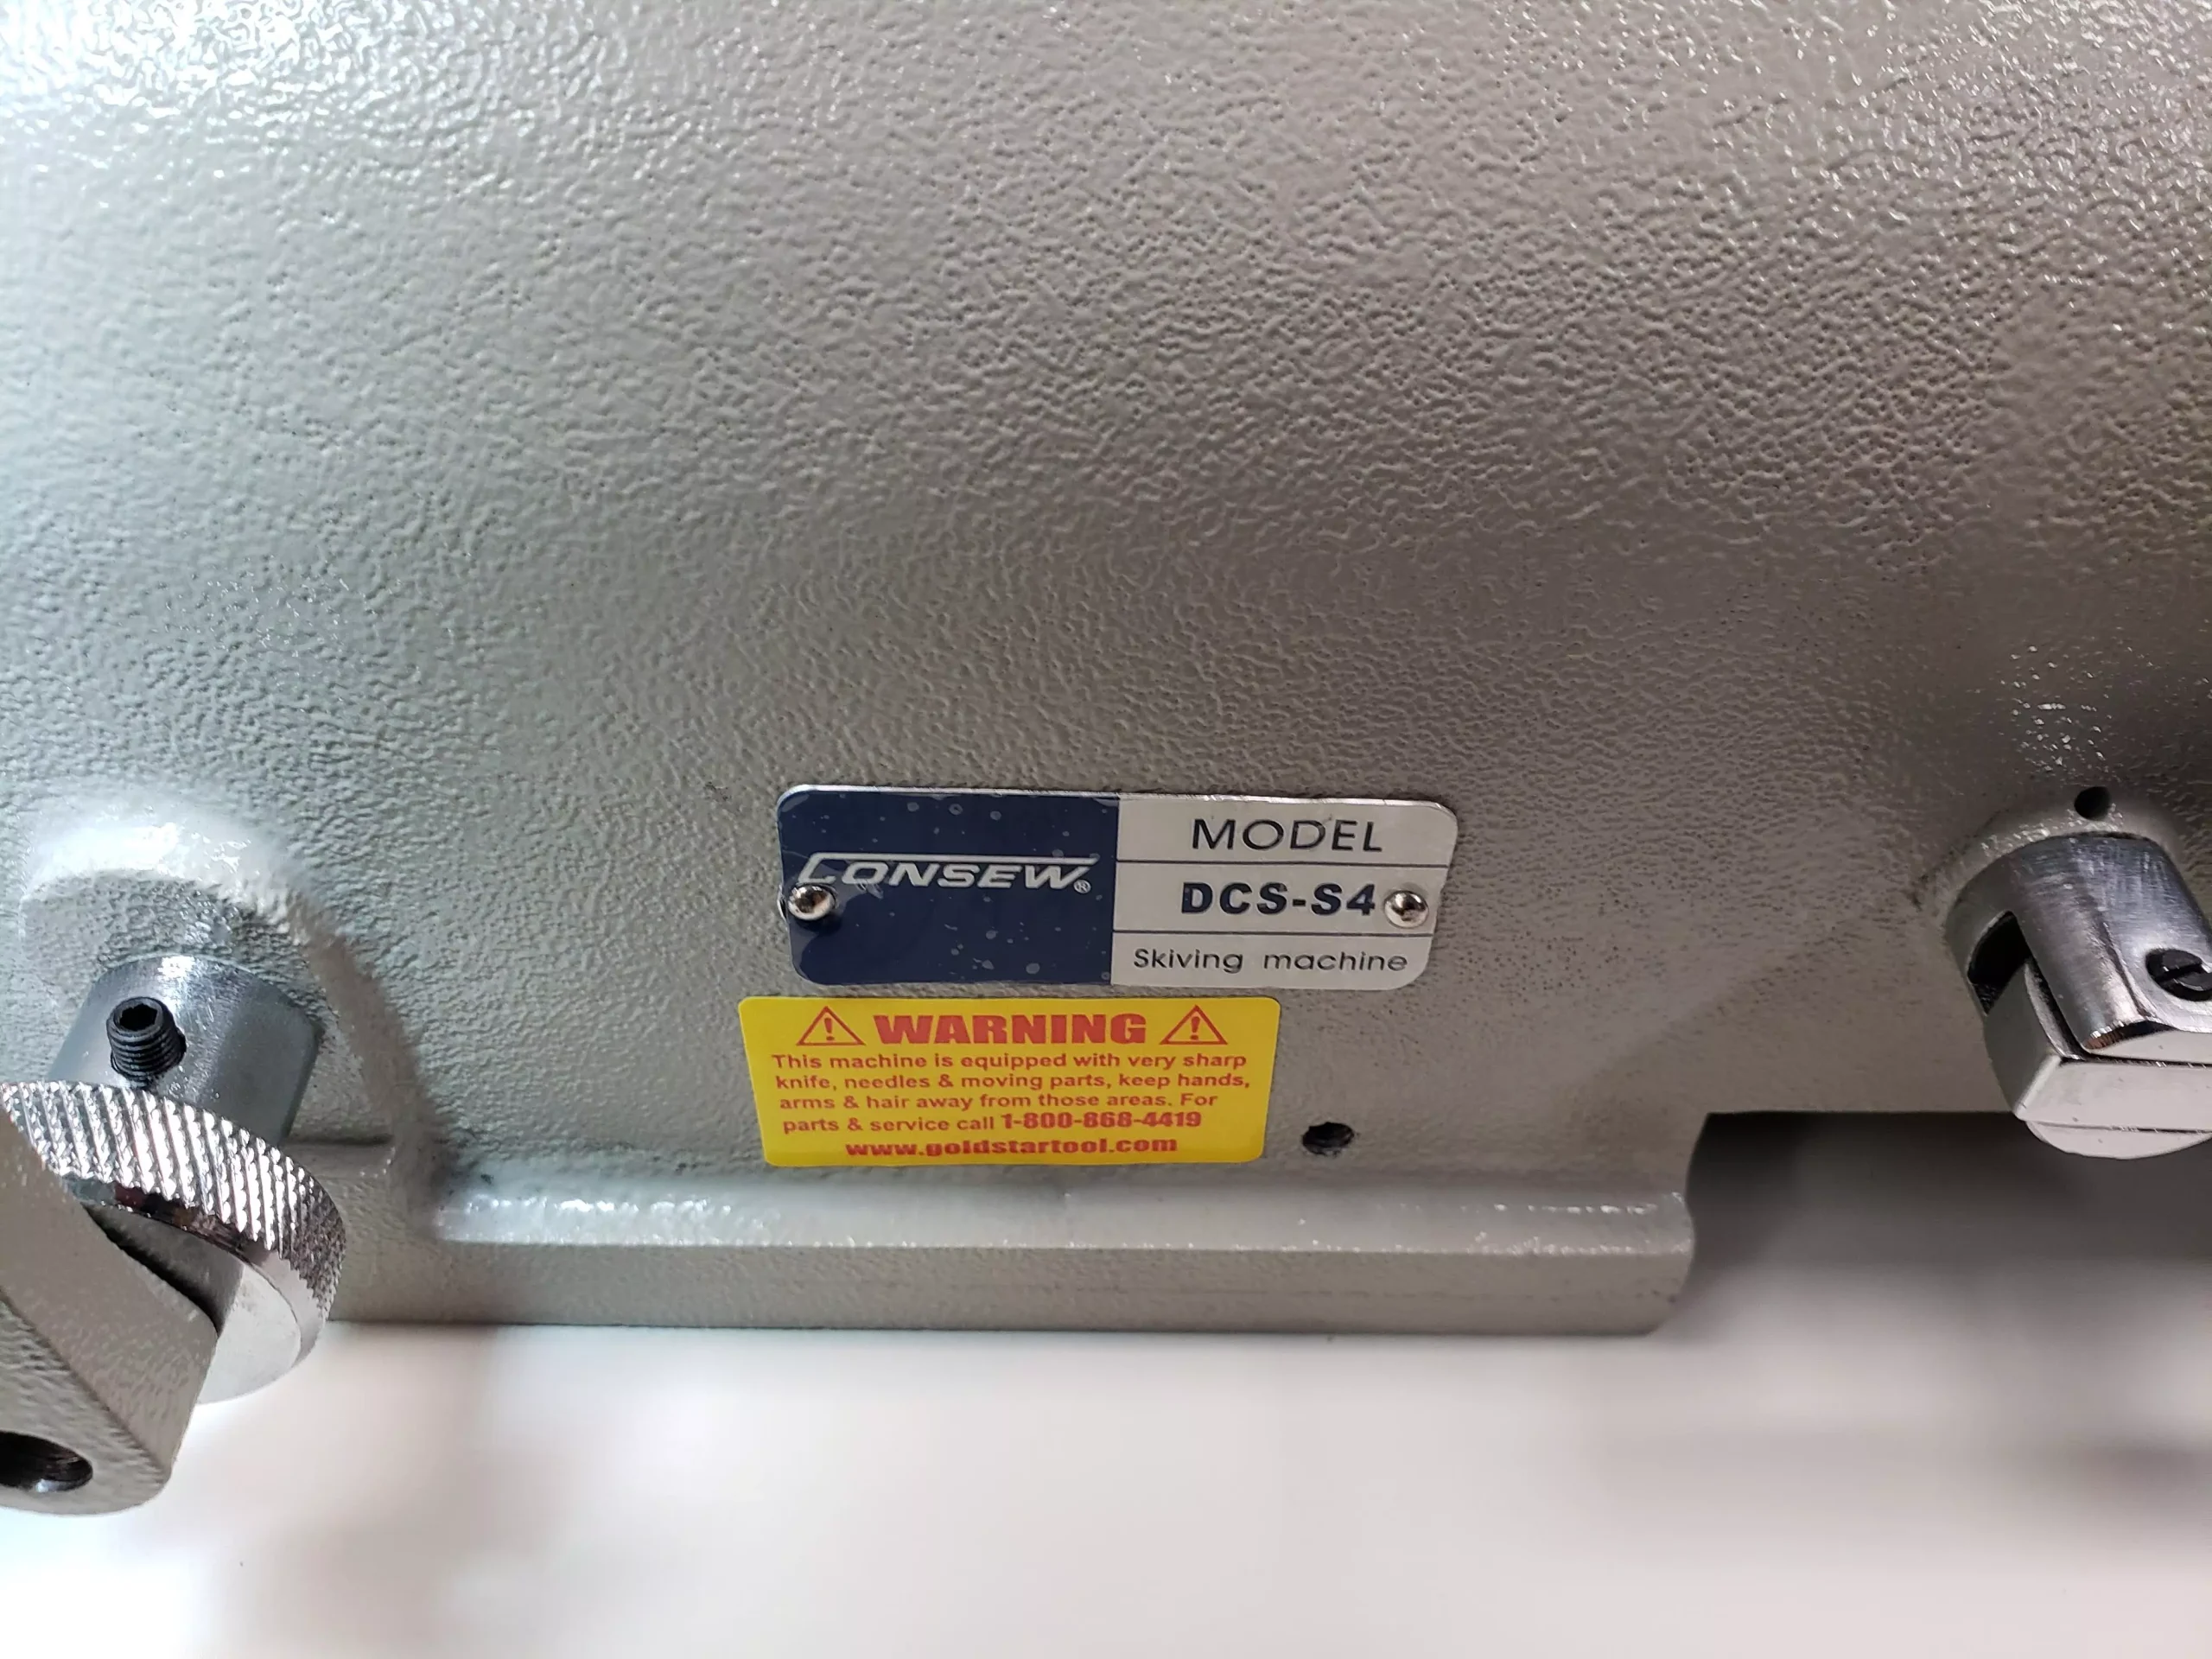 CONSEW®
MODEL
DCS-S4
Skiving machine
WARNING
This machine is equipped with very sharp
knife, needles & moving parts, keep hands,
arms & hair away from those areas. For
parts & service call 1-800-868-4419
www.goldstartool.com